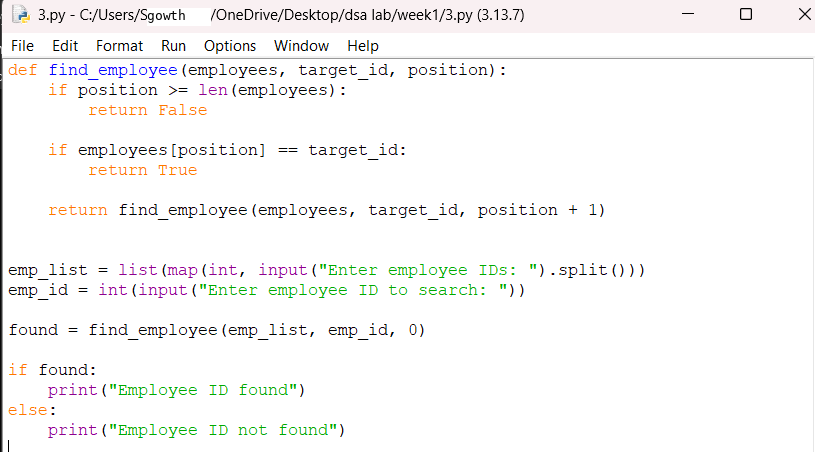 3.py - C:/Users/Sgowth /OneDrive/Desktop/dsa lab/week1/3.py (3.13.7)
File Edit Format Run Options Window Help
def find_employee(employees, target_id, position):
    if position >= len(employees):
        return False

    if employees[position] == target_id:
        return True

    return find_employee(employees, target_id, position + 1)


emp_list = list(map(int, input("Enter employee IDs: ").split()))
emp_id = int(input("Enter employee ID to search: "))

found = find_employee(emp_list, emp_id, 0)

if found:
    print("Employee ID found")
else:
    print("Employee ID not found")